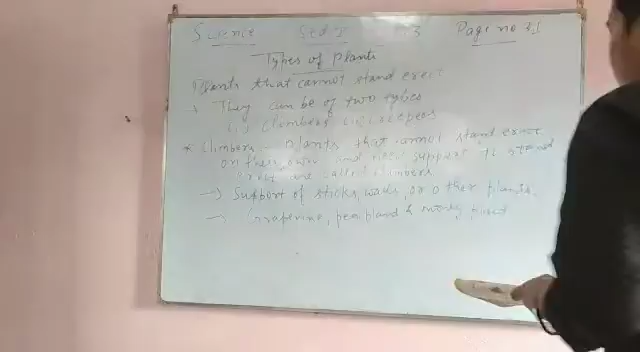 Science Std V 3 Page no 31
Types of Plants
Plants that cannot stand erect
→ They can be of two types
(i) Climbers (ii) creepers
* Climbers - Plants that cannot stand erect
on their own and need support to stand
erect are called climbers
→ Support of sticks, walls, or other plants.
→ Grapevine, pea plant & money plant